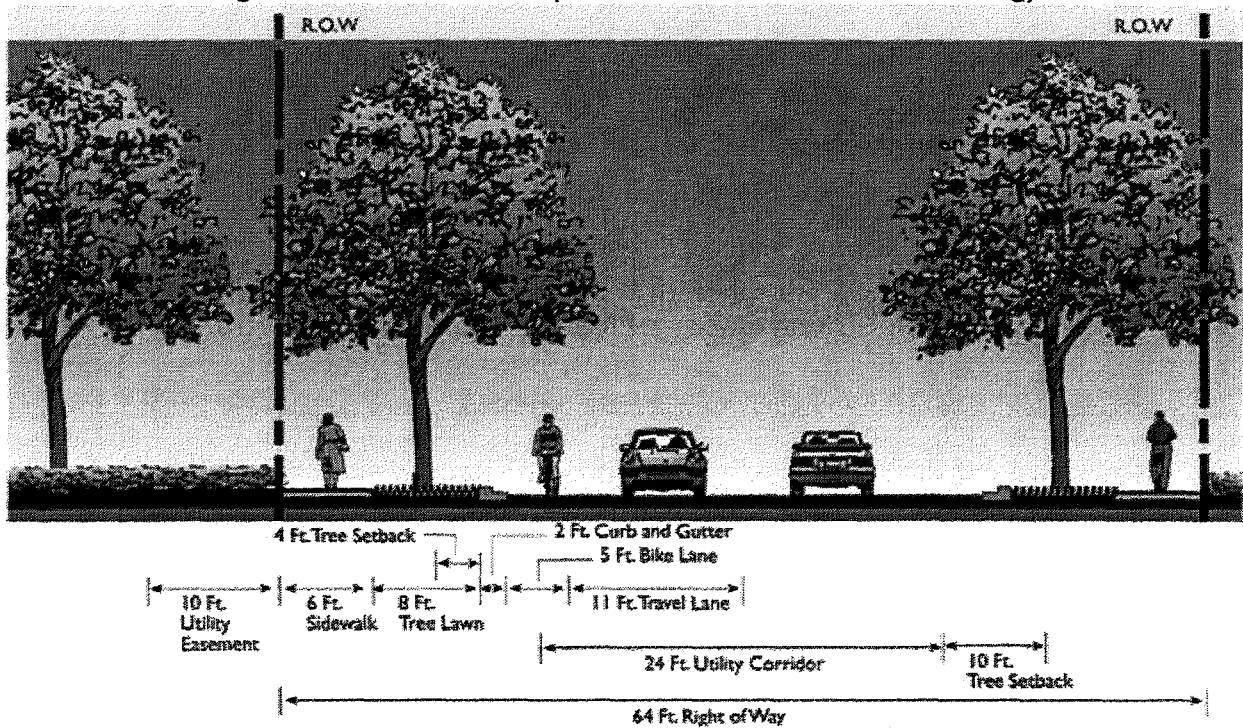 R.O.W
R.O.W
4 Ft. Tree Setback
2 Ft. Curb and Gutter
5 Ft. Bike Lane
10 Ft.
Utility
Easement
6 Ft.
Sidewalk
8 Ft.
Tree Lawn
11 Ft. Travel Lane
24 Ft. Utility Corridor
10 Ft.
Tree Setback
64 Ft. Right of Way